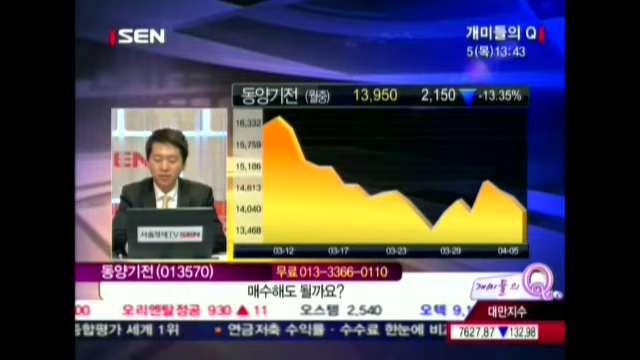 SEN
개미들의 Q
5(목)13:43
동양기전 (월중) 13,950 2,150 ▼ -13.35%
16,332
15,759
15,186
14,613
14,040
13,468
03-12 03-17 03-23 03-29 04-05
SEN
서울경제TV SEN
동양기전(013570)
무료 013-3366-0110
매수해도 될까요?
개미들의 Q
00 오리엔탈정공 930 ▲ 11 오스템 2,540 오텍 9,1
대만지수
종합평가 세계 1위 • 연금저축 수익률·수수료 한눈에 비교
7627,87 ▼132,98